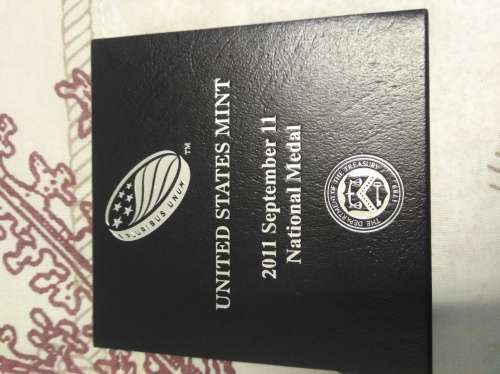 E PLURIBUS UNUM
TM
UNITED STATES MINT
2011 September 11
National Medal
THE DEPARTMENT OF THE TREASURY
1789